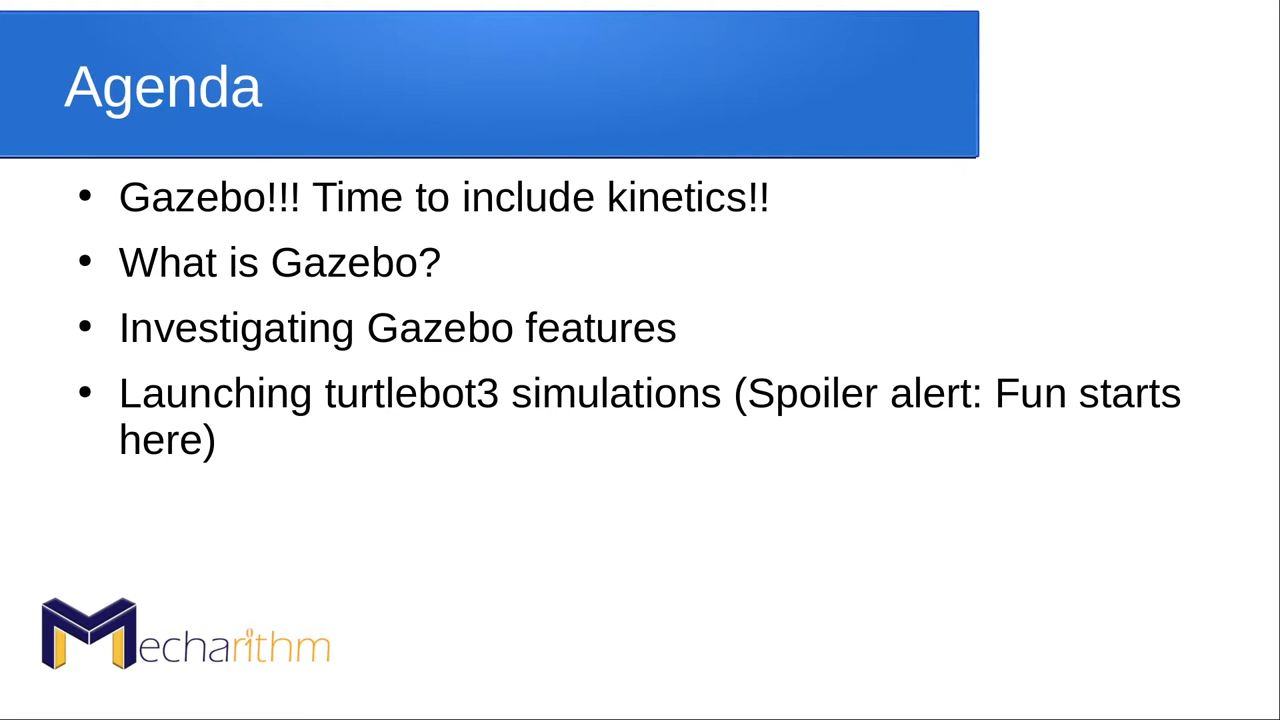 Agenda
• Gazebo!!! Time to include kinetics!!
• What is Gazebo?
• Investigating Gazebo features
• Launching turtlebot3 simulations (Spoiler alert: Fun starts
here)
Mecharithm